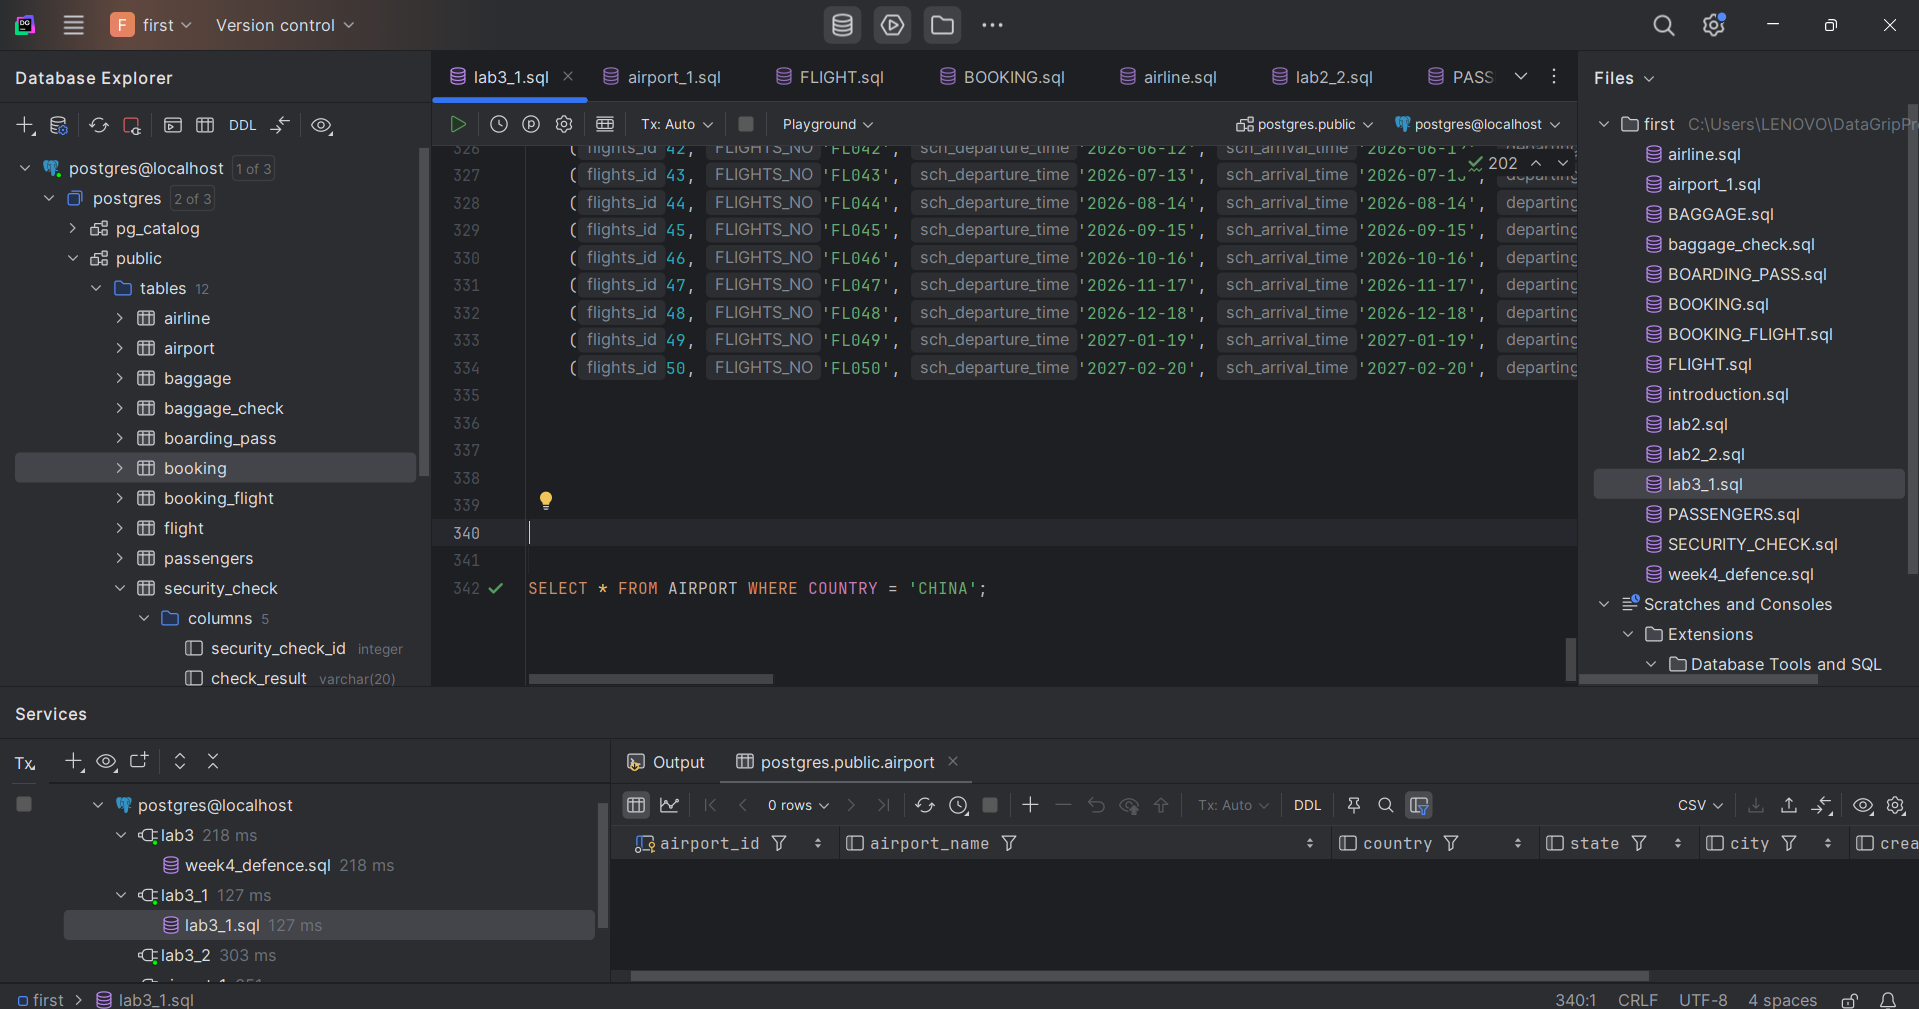 F first Version control
Database Explorer
DDL
postgres@localhost 1 of 3
postgres 2 of 3
pg_catalog
public
tables 12
airline
airport
baggage
baggage_check
boarding_pass
booking
booking_flight
flight
passengers
security_check
columns 5
security_check_id integer
check_result varchar(20)
lab3_1.sql airport_1.sql FLIGHT.sql BOOKING.sql airline.sql lab2_2.sql PASS
Tx: Auto Playground postgres.public postgres@localhost
202
326 ( flights_id 42, FLIGHTS_NO 'FL042', sch_departure_time '2026-06-12', sch_arrival_time
327 ( flights_id 43, FLIGHTS_NO 'FL043', sch_departure_time '2026-07-13', sch_arrival_time
328 ( flights_id 44, FLIGHTS_NO 'FL044', sch_departure_time '2026-08-14', sch_arrival_time '2026-08-14', departing
329 ( flights_id 45, FLIGHTS_NO 'FL045', sch_departure_time '2026-09-15', sch_arrival_time '2026-09-15', departing
330 ( flights_id 46, FLIGHTS_NO 'FL046', sch_departure_time '2026-10-16', sch_arrival_time '2026-10-16', departing
331 ( flights_id 47, FLIGHTS_NO 'FL047', sch_departure_time '2026-11-17', sch_arrival_time '2026-11-17', departing
332 ( flights_id 48, FLIGHTS_NO 'FL048', sch_departure_time '2026-12-18', sch_arrival_time '2026-12-18', departing
333 ( flights_id 49, FLIGHTS_NO 'FL049', sch_departure_time '2027-01-19', sch_arrival_time '2027-01-19', departing
334 ( flights_id 50, FLIGHTS_NO 'FL050', sch_departure_time '2027-02-20', sch_arrival_time '2027-02-20', departing
335
336
337
338
339
340
341
342 SELECT * FROM AIRPORT WHERE COUNTRY = 'CHINA';
Files
first C:\Users\LENOVO\DataGripPr
airline.sql
airport_1.sql
BAGGAGE.sql
baggage_check.sql
BOARDING_PASS.sql
BOOKING.sql
BOOKING_FLIGHT.sql
FLIGHT.sql
introduction.sql
lab2.sql
lab2_2.sql
lab3_1.sql
PASSENGERS.sql
SECURITY_CHECK.sql
week4_defence.sql
Scratches and Consoles
Extensions
Database Tools and SQL
Services
Tx
postgres@localhost
lab3 218 ms
week4_defence.sql 218 ms
lab3_1 127 ms
lab3_1.sql 127 ms
lab3_2 303 ms
Output postgres.public.airport
0 rows Tx: Auto DDL CSV
airport_id airport_name country state city crea
first > lab3_1.sql
340:1 CRLF UTF-8 4 spaces